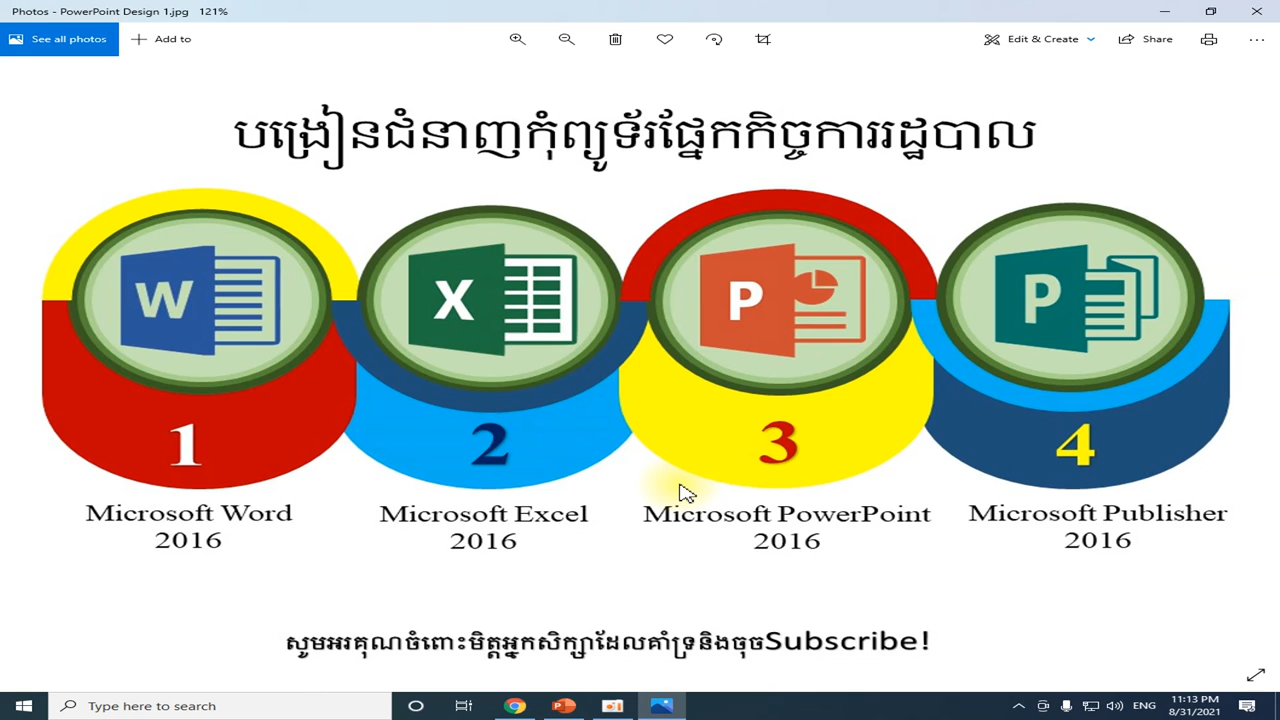 Photos - PowerPoint Design 1.jpg 121%
See all photos
Add to
Edit & Create
Share
បង្រៀនជំនាញកុំព្យូទ័រផ្នែកកិច្ចការរដ្ឋបាល
W
X
P
P
1
2
3
4
Microsoft Word
2016
Microsoft Excel
2016
Microsoft PowerPoint
2016
Microsoft Publisher
2016
សូមអរគុណចំពោះមិត្តអ្នកសិក្សាដែលគាំទ្រនិងចុចSubscribe!
Type here to search
ENG
11:13 PM
8/31/2021